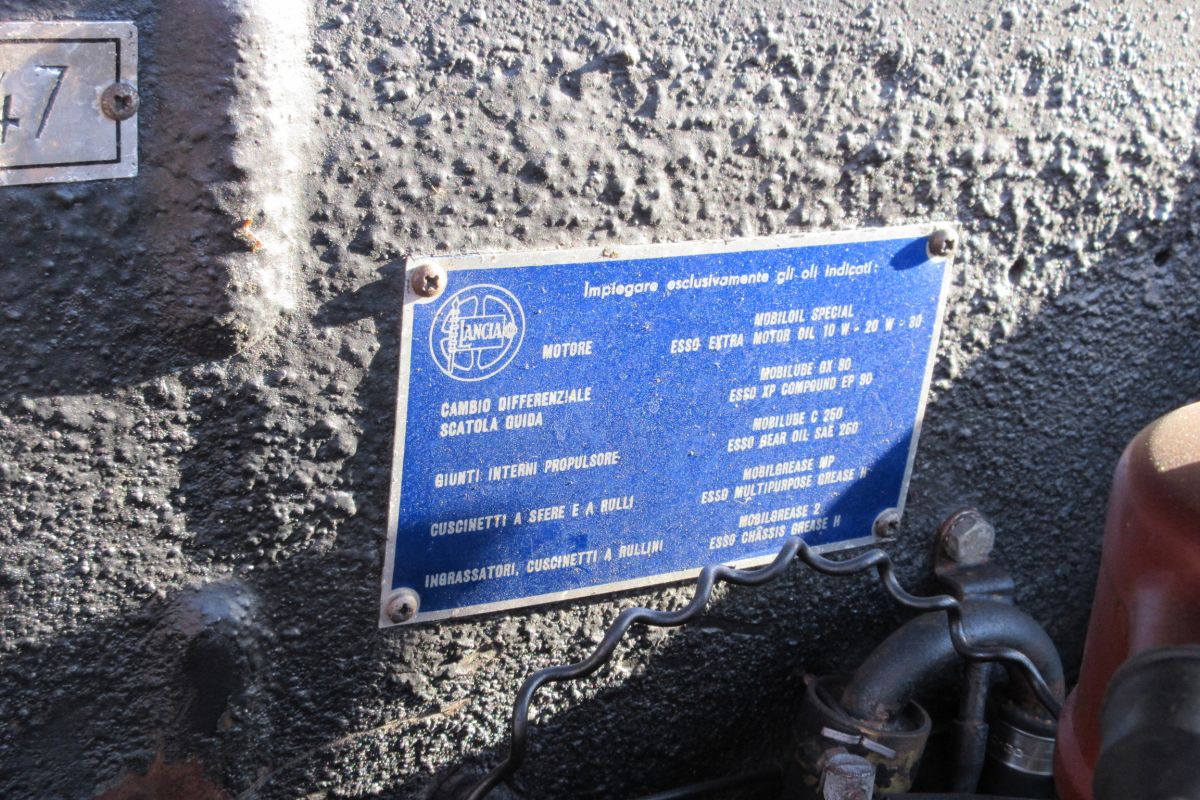 47
Impiegare esclusivamente gli oli indicati:
LANCIA
MOTORE
MOBILOIL SPECIAL
ESSO EXTRA MOTOR OIL 10 W - 20 W - 30
CAMBIO DIFFERENZIALE
SCATOLA GUIDA
MOBILUBE GX 90
ESSO XP COMPOUND EP 90
GIUNTI INTERNI PROPULSORE
MOBILUBE C 250
ESSO BEAR OIL SAE 250
CUSCINETTI A SFERE E A RULLI
MOBILGREASE MP
ESSO MULTIPURPOSE GREASE H
INGRASSATORI, CUSCINETTI A RULLINI
MOBILGREASE 2
ESSO CHASSIS GREASE H